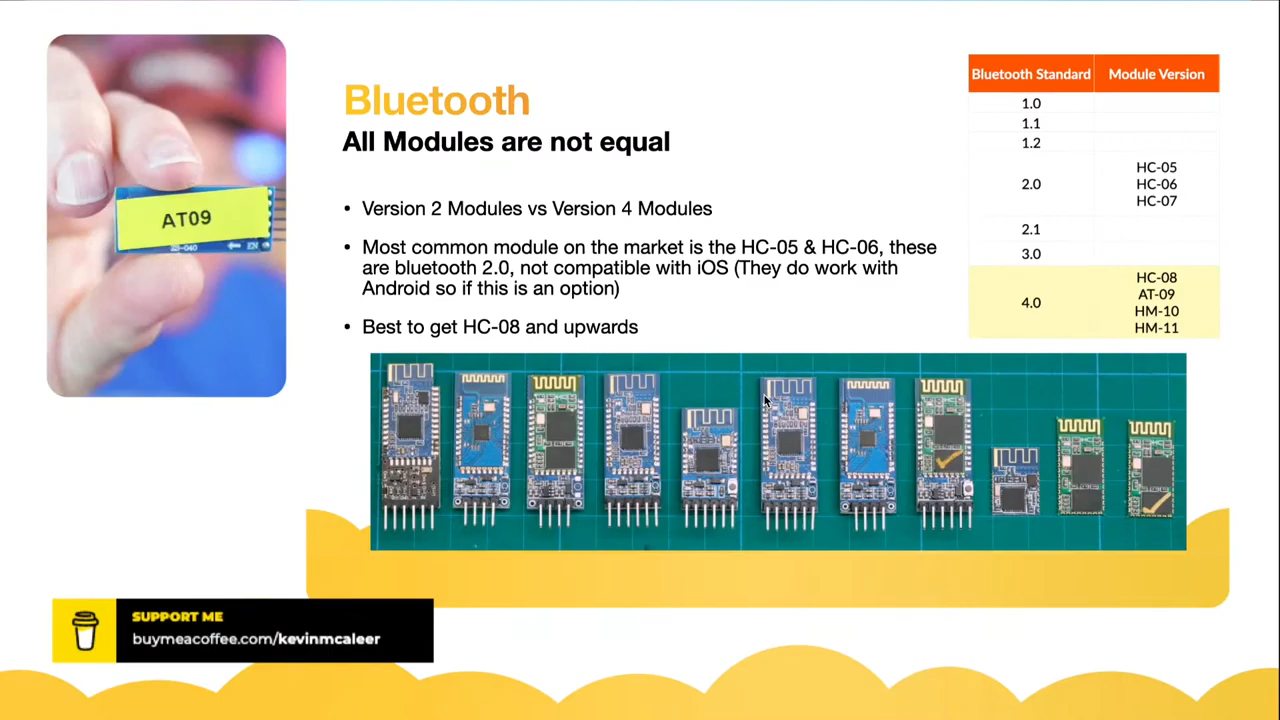 AT09
ZS-040
EN
Bluetooth
All Modules are not equal
• Version 2 Modules vs Version 4 Modules
• Most common module on the market is the HC-05 & HC-06, these
are bluetooth 2.0, not compatible with iOS (They do work with
Android so if this is an option)
• Best to get HC-08 and upwards
Bluetooth Standard Module Version
1.0
1.1
1.2
2.0
HC-05
HC-06
HC-07
2.1
3.0
4.0
HC-08
AT-09
HM-10
HM-11
SUPPORT ME
buymeacoffee.com/kevinmcaleer